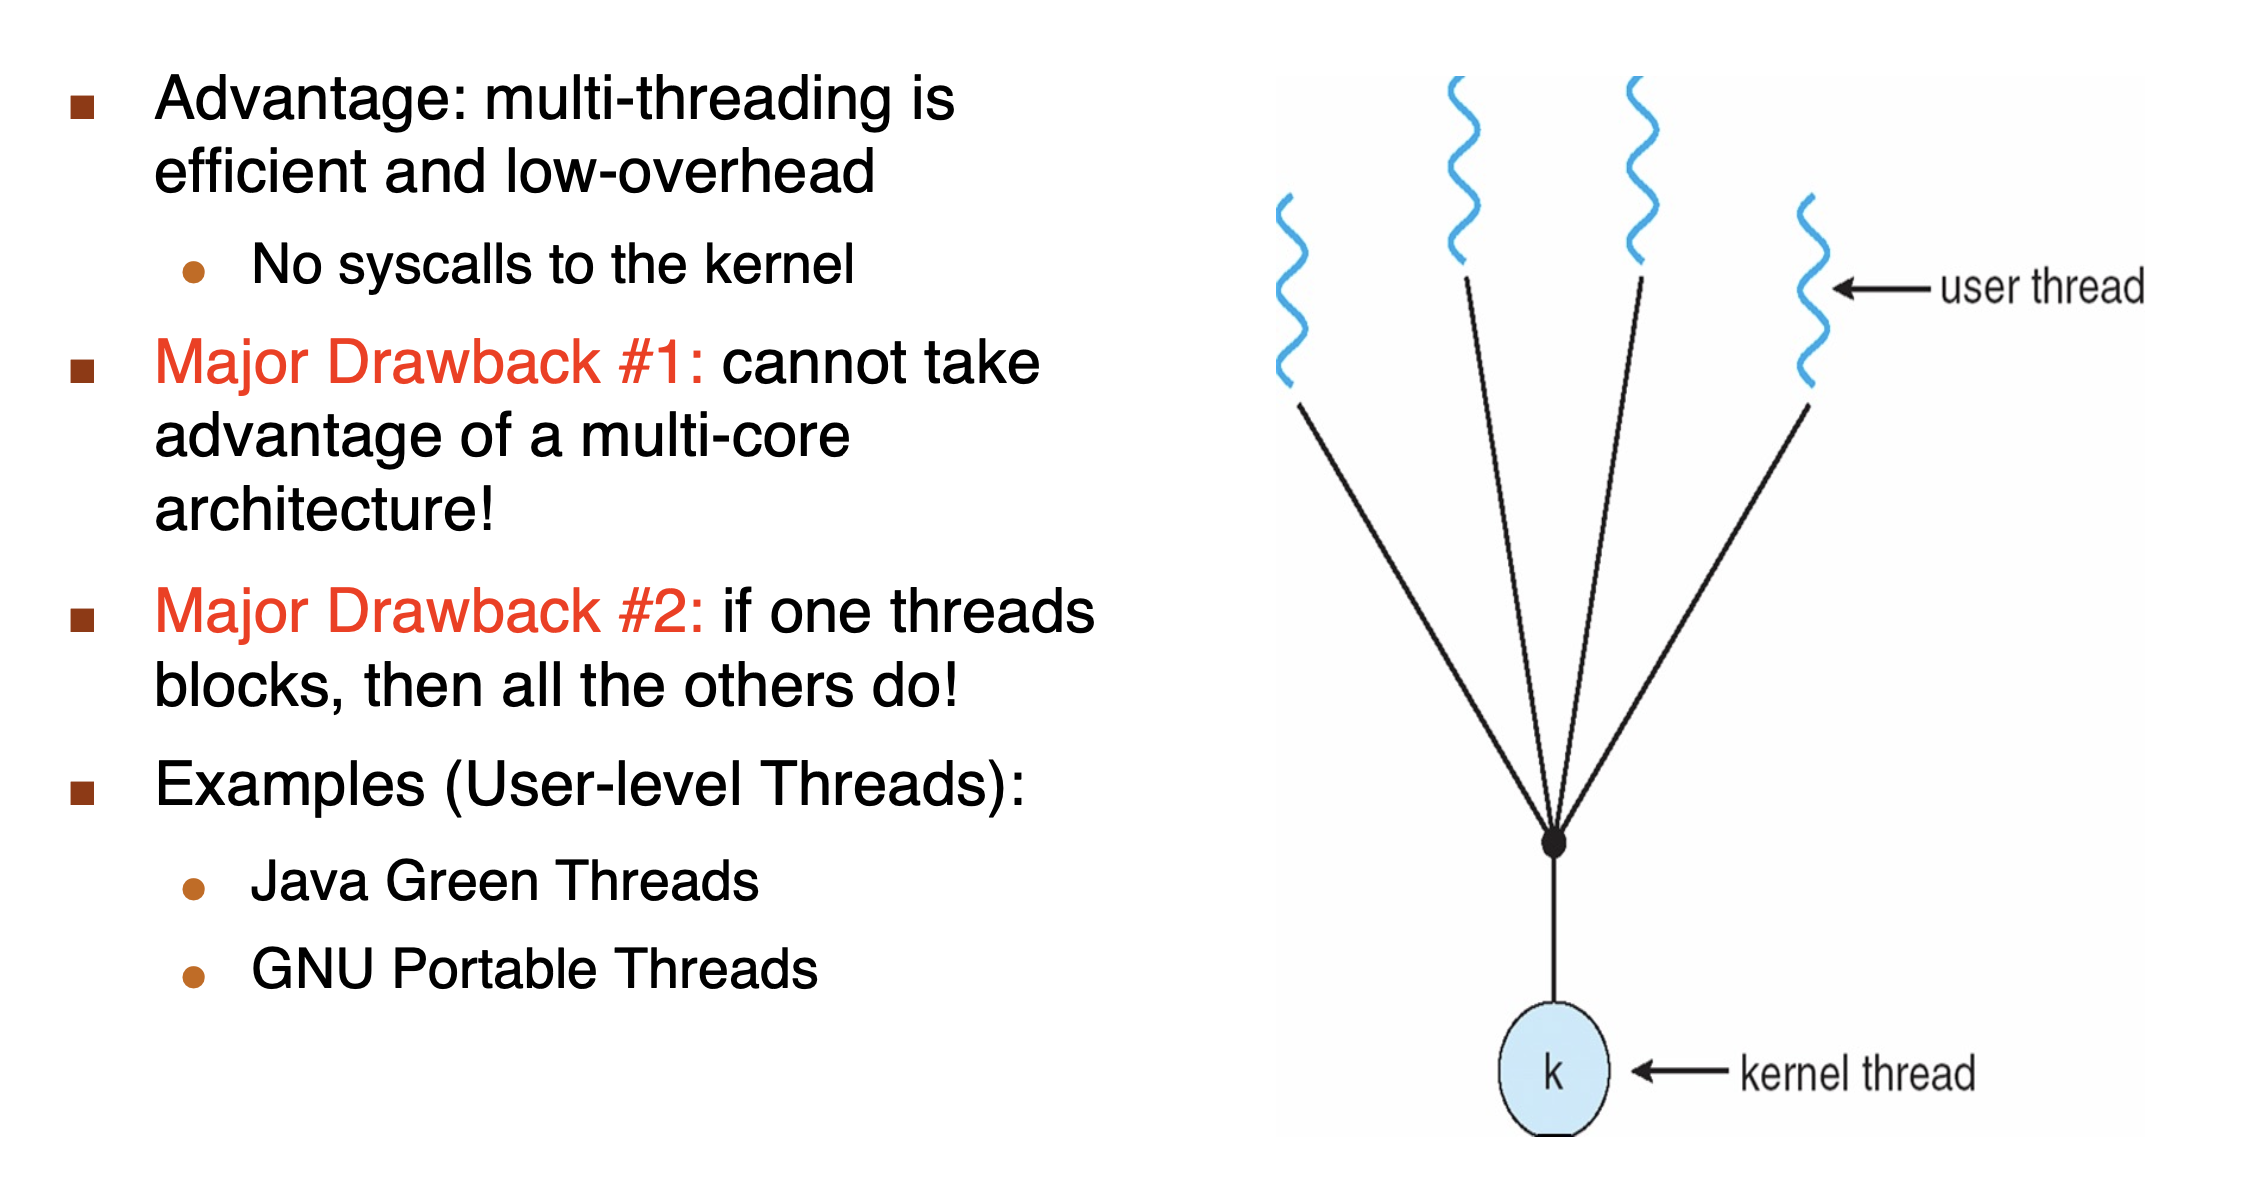 Advantage: multi-threading is
efficient and low-overhead
No syscalls to the kernel
Major Drawback #1: cannot take
advantage of a multi-core
architecture!
Major Drawback #2: if one threads
blocks, then all the others do!
Examples (User-level Threads):
Java Green Threads
GNU Portable Threads
user thread
k
kernel thread